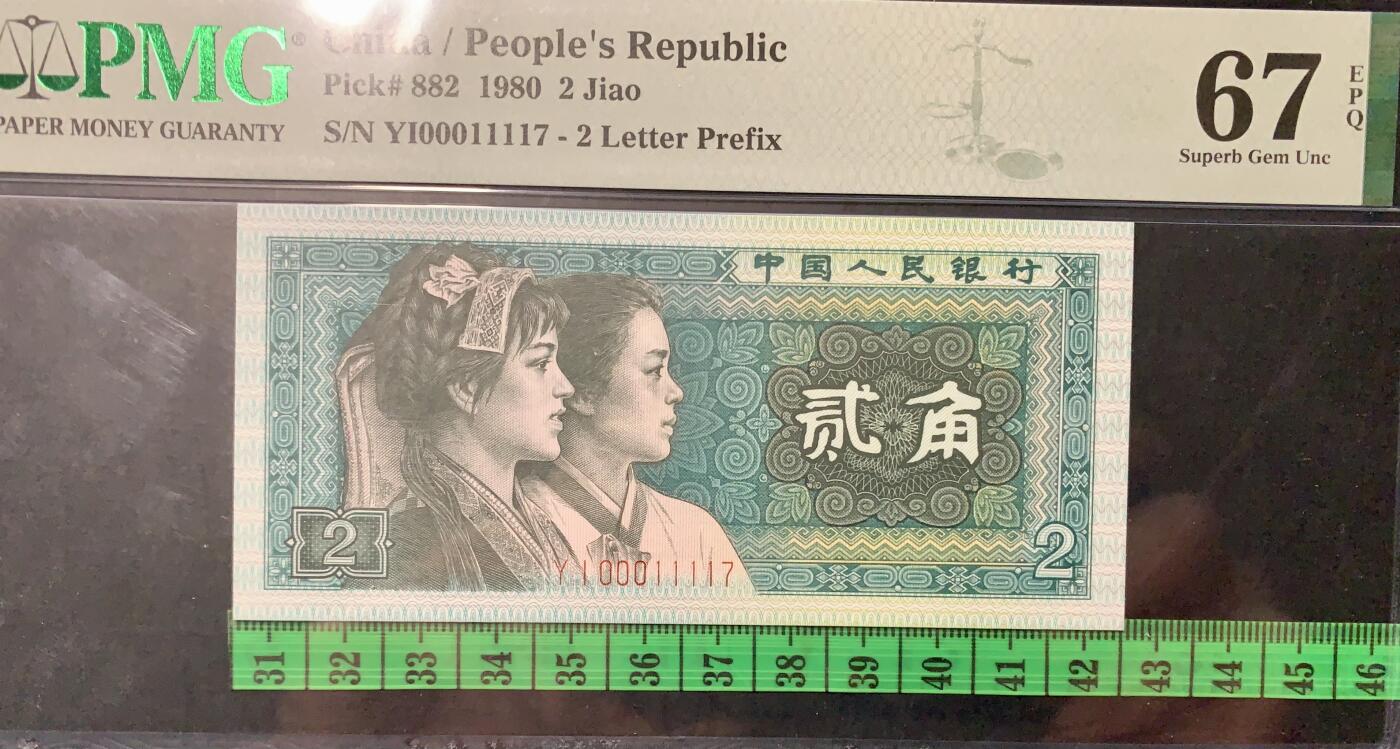 PMG®
PAPER MONEY GUARANTY
China / People's Republic
Pick# 882 1980 2 Jiao
S/N YI00011117 - 2 Letter Prefix
67
EPQ
Superb Gem Unc
中国人民银行
贰角
2
2
YI00011117
31 32 33 34 35 36 37 38 39 40 41 42 43 44 45 46